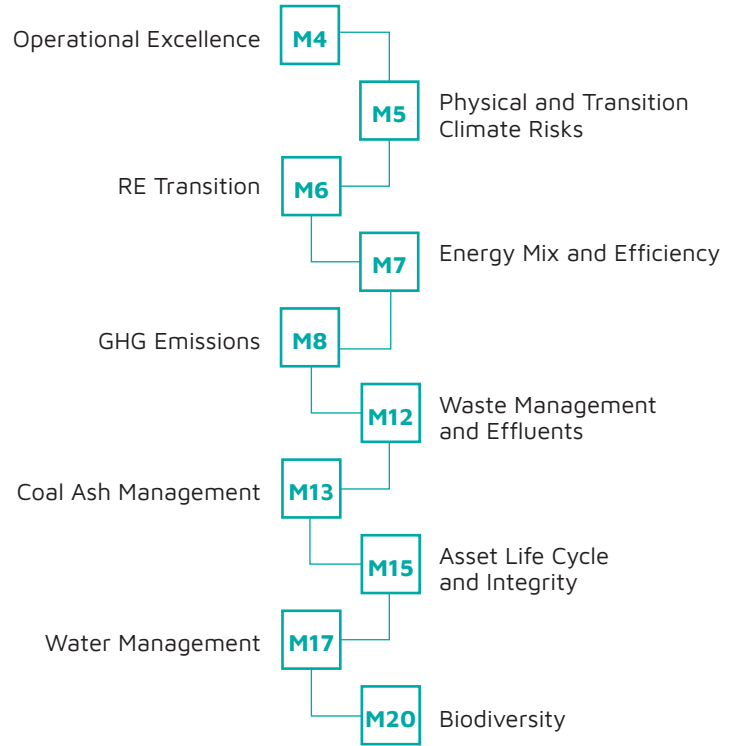 Operational Excellence
M4
M5
Physical and Transition
Climate Risks
RE Transition
M6
M7
Energy Mix and Efficiency
GHG Emissions
M8
M12
Waste Management
and Effluents
Coal Ash Management
M13
M15
Asset Life Cycle
and Integrity
Water Management
M17
M20
Biodiversity